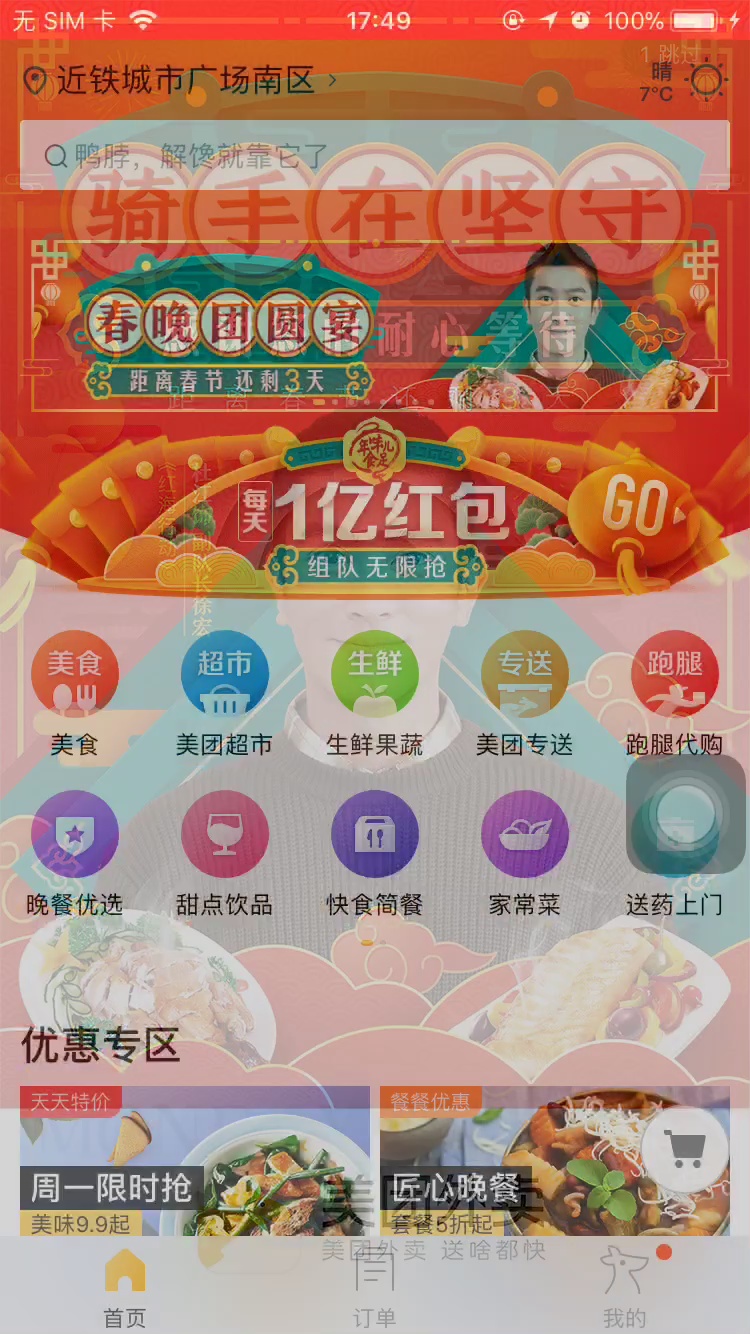 无 SIM 卡 17:49 100%
1 跳过
近铁城市广场南区
晴
7°C
鸭脖，解馋就靠它了
骑手在坚守
春晚团圆宴
耐心等待
距离春节还剩3天
年味儿食足
每天 1亿红包 GO
组队无限抢
美食 超市 生鲜 专送 跑腿
美食 美团超市 生鲜果蔬 美团专送 跑腿代购
晚餐优选 甜点饮品 快食简餐 家常菜 送药上门
优惠专区
天天特价 餐餐优惠
周一限时抢 匠心晚餐
美味9.9起 套餐5折起
美团外卖
美团外卖 送啥都快
首页 订单 我的